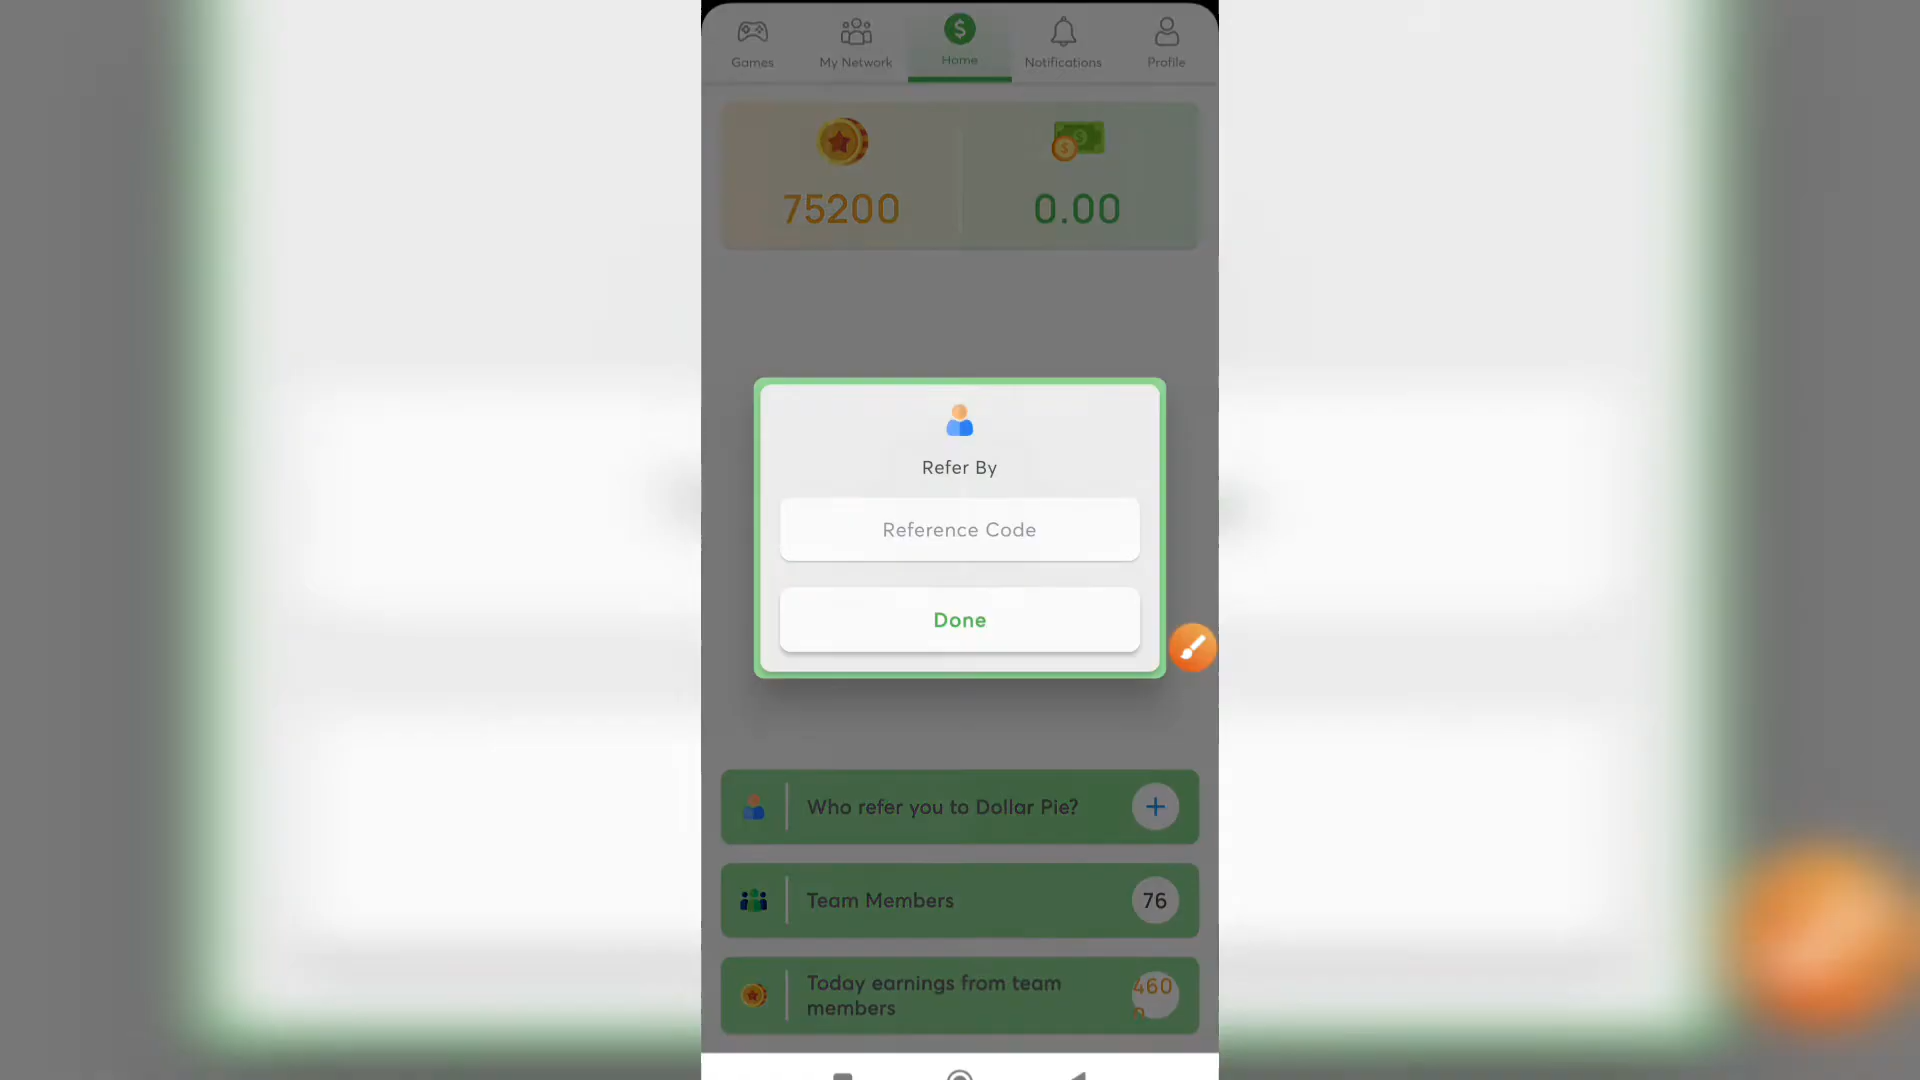 Games
My Network
Home
Notifications
Profile
75200
0.00
Refer By
Reference Code
Done
Who refer you to Dollar Pie?
Team Members
76
Today earnings from team
members
460